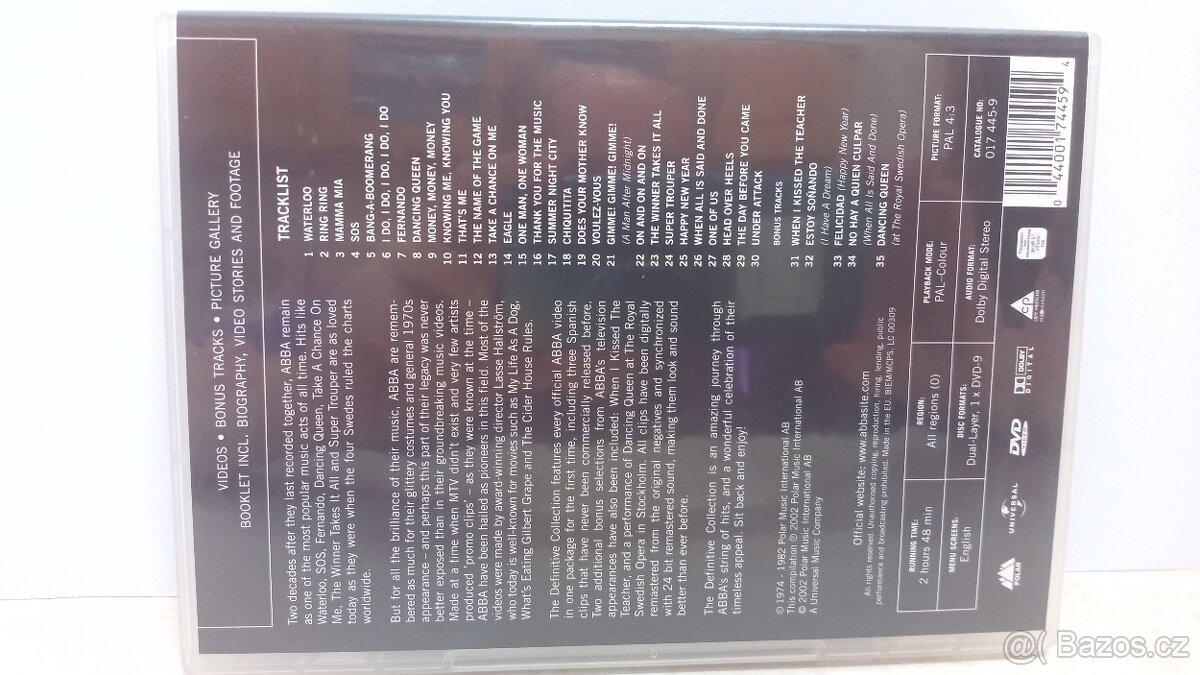 VIDEOS • BONUS TRACKS • PICTURE GALLERY
BOOKLET INCL. BIOGRAPHY, VIDEO STORIES AND FOOTAGE
Two decades after they last recorded together, ABBA remain
as one of the most popular music acts of all time. Hits like
Waterloo, SOS, Fernando, Dancing Queen, Take A Chance On
Me, The Winner Takes It All and Super Trouper are as loved
today as they were when the four Swedes ruled the charts
worldwide.
But for all the brilliance of their music, ABBA are remem-
bered as much for their glittery costumes and general 1970s
appearance – and perhaps this part of their legacy was never
better exposed than in their groundbreaking music videos.
Made at a time when MTV didn't exist and very few artists
produced "promo clips" – as they were known at the time –
ABBA have been hailed as pioneers in this field. Most of the
videos were made by award-winning director Lasse Hallström,
who today is well-known for movies such as My Life As A Dog,
What's Eating Gilbert Grape and The Cider House Rules.
The Definitive Collection features every official ABBA video
in one package for the first time, including three Spanish
clips that have never been commercially released before.
Two additional bonus selections from ABBA's television
appearances have also been included: When I Kissed The
Teacher, and a performance of Dancing Queen at The Royal
Swedish Opera in Stockholm. All clips have been digitally
remastered from the original negatives and synchronized
with 24 bit remastered sound, making them look and sound
better than ever before.
The Definitive Collection is an amazing journey through
ABBA's string of hits, and a wonderful celebration of their
timeless appeal. Sit back and enjoy!
TRACKLIST
1 WATERLOO
2 RING RING
3 MAMMA MIA
4 SOS
5 BANG-A-BOOMERANG
6 I DO, I DO, I DO, I DO, I DO
7 FERNANDO
8 DANCING QUEEN
9 MONEY, MONEY, MONEY
10 KNOWING ME, KNOWING YOU
11 THAT'S ME
12 THE NAME OF THE GAME
13 TAKE A CHANCE ON ME
14 EAGLE
15 ONE MAN, ONE WOMAN
16 THANK YOU FOR THE MUSIC
17 SUMMER NIGHT CITY
18 CHIQUITITA
19 DOES YOUR MOTHER KNOW
20 VOULEZ-VOUS
21 GIMME! GIMME! GIMME!
(A Man After Midnight)
22 ON AND ON AND ON
23 THE WINNER TAKES IT ALL
24 SUPER TROUPER
25 HAPPY NEW YEAR
26 WHEN ALL IS SAID AND DONE
27 ONE OF US
28 HEAD OVER HEELS
29 THE DAY BEFORE YOU CAME
30 UNDER ATTACK
BONUS TRACKS
31 WHEN I KISSED THE TEACHER
32 ESTOY SOÑANDO
(I Have A Dream)
33 FELICIDAD (Happy New Year)
34 NO HAY A QUIEN CULPAR
(When All Is Said And Done)
35 DANCING QUEEN
(at The Royal Swedish Opera)
℗ 1974 - 1982 Polar Music International AB
This compilation ℗ 2002 Polar Music International AB
© 2002 Polar Music International AB
A Universal Music Company
Official website: www.abbasite.com
All rights reserved. Unauthorised copying, reproduction, hiring, lending, public
performance and broadcasting prohibited. Made in the EU. BIEM/MCPS. LC 00309
RUNNING TIME:
2 hours 48 min
REGION:
All regions (0)
PLAYBACK MODE:
PAL-Colour
PICTURE FORMAT:
PAL 4:3
MENU SCREENS:
English
DISC FORMATS:
Dual-Layer, 1 x DVD-9
AUDIO FORMAT:
Dolby Digital Stereo
CATALOGUE NO:
017 445-9
POLAR
UNIVERSAL
DVD
DOLBY
DIGITAL
0 44001 74459 4
Bazos.cz